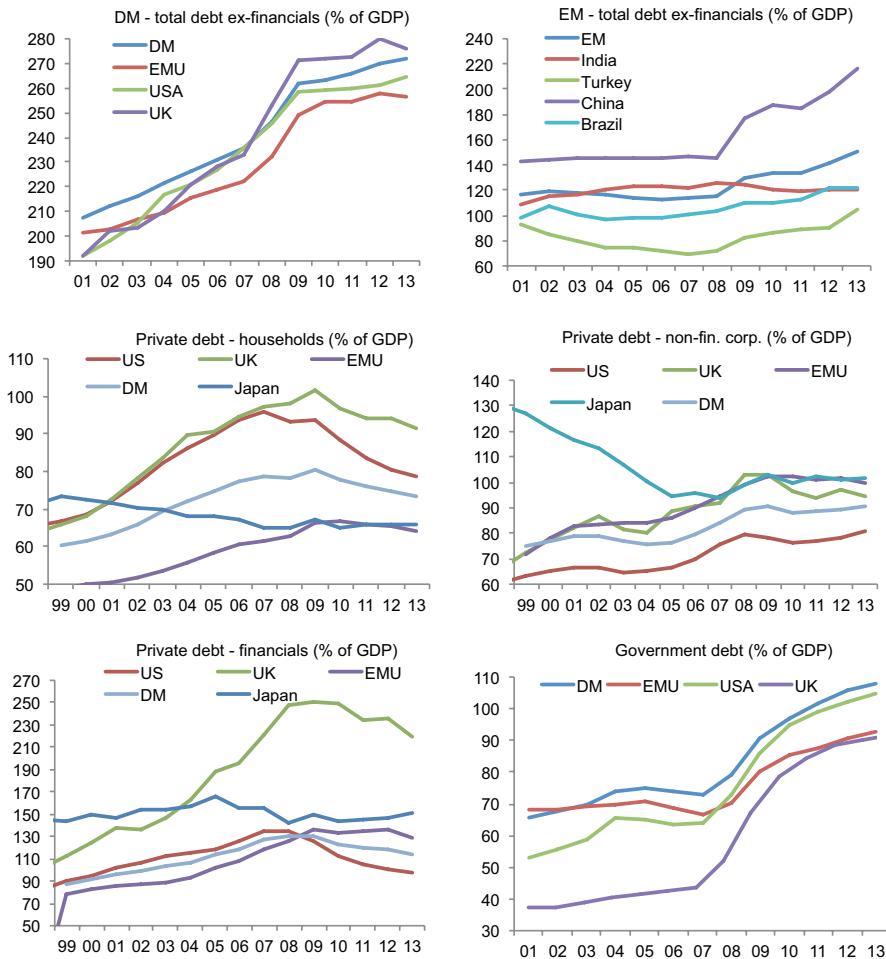 DM - total debt ex-financials (% of GDP)
280
270
260
250
240
230
220
210
200
190
DM
EMU
USA
UK
01 02 03 04 05 06 07 08 09 10 11 12 13
EM - total debt ex-financials (% of GDP)
240
220
200
180
160
140
120
100
80
60
EM
India
Turkey
China
Brazil
01 02 03 04 05 06 07 08 09 10 11 12 13
Private debt - households (% of GDP)
110
100
90
80
70
60
50
US UK EMU
DM Japan
99 00 01 02 03 04 05 06 07 08 09 10 11 12 13
Private debt - non-fin. corp. (% of GDP)
140
130
120
110
100
90
80
70
60
US UK EMU
Japan DM
99 00 01 02 03 04 05 06 07 08 09 10 11 12 13
Private debt - financials (% of GDP)
270
250
230
210
190
170
150
130
110
90
70
50
US UK EMU
DM Japan
99 00 01 02 03 04 05 06 07 08 09 10 11 12 13
Government debt (% of GDP)
110
100
90
80
70
60
50
40
30
DM EMU USA UK
01 02 03 04 05 06 07 08 09 10 11 12 13